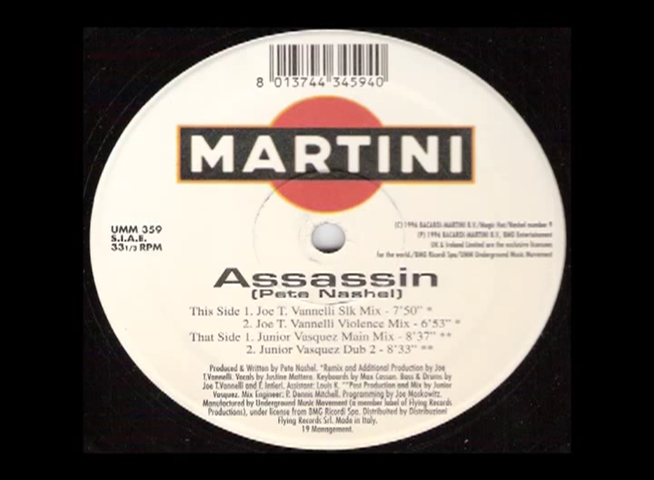 8 013744 345940
MARTINI
UMM 359
S.I.A.E.
33 1/3 RPM
(C) 1996 BACARDI-MARTINI B.V./Magic Fox/Nashel number 9
(P) 1996 BACARDI MARTINI B.V., BMG Entertainment
UK & Ireland Limited are the exclusive licensees
for the world./BMG Ricordi Spa/UMM Underground Music Movement
Assassin
(Pete Nashel)
This Side 1. Joe T. Vannelli Slk Mix - 7'50" *
2. Joe T. Vannelli Violence Mix - 6'53" *
That Side 1. Junior Vasquez Main Mix - 8'37" **
2. Junior Vasquez Dub 2 - 8'33" **
Produced & Written by Pete Nashel. *Remix and Additional Production by Joe
T.Vannelli. Vocals by Justine Mattera. Keyboards by Max Cassan. Bass & Drums by
Joe T.Vannelli and F. Intieri. Assistant: Louis K. **Post Production and Mix by Junior
Vasquez. Mix Engineer: P. Dennis Mitchell. Programming by Joe Moskowitz.
Manufactured by Underground Music Movement (a member label of Flying Records
Productions), under license from BMG Ricordi Spa. Distribuited by Distribuzioni
Flying Records Srl. Made in Italy.
19 Management.